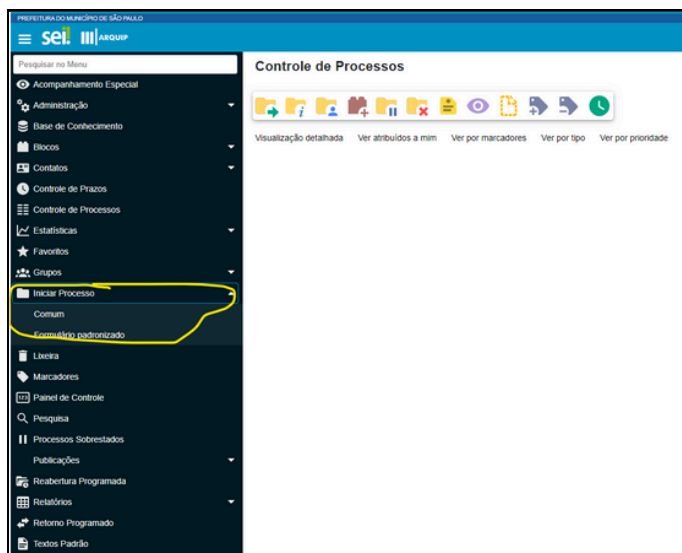 PREFEITURA DO MUNICÍPIO DE SÃO PAULO
sei! ARQUIP
Pesquisar no Menu
Acompanhamento Especial
Administração
Base de Conhecimento
Blocos
Contatos
Controle de Prazos
Controle de Processos
Estatísticas
Favoritos
Grupos
Iniciar Processo
Comum
Formulário padronizado
Lixeira
Marcadores
123 Painel de Controle
Pesquisa
Processos Sobrestados
Publicações
Reabertura Programada
Relatórios
Retorno Programado
Textos Padrão
Controle de Processos
Visualização detalhada Ver atribuídos a mim Ver por marcadores Ver por tipo Ver por prioridade